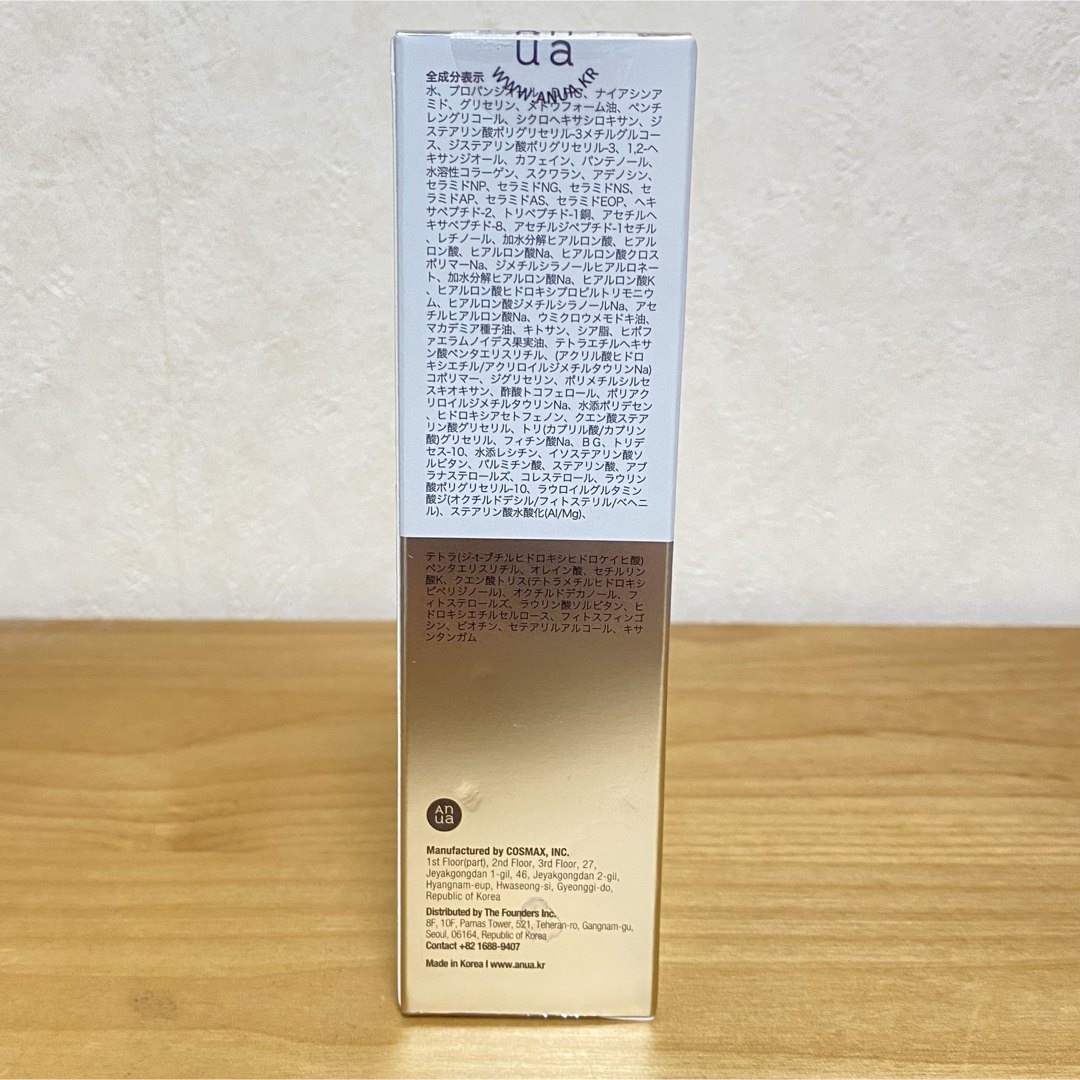 ua
WWW.ANUA.KR
全成分表示
水、プロパンジオール、DPG、ナイアシンア
ミド、グリセリン、メドウフォーム油、ペンチ
レングリコール、シクロヘキサシロキサン、ジ
ステアリン酸ポリグリセリル-3メチルグルコー
ス、ジステアリン酸ポリグリセリル-3、1,2-ヘ
キサンジオール、カフェイン、パンテノール、
水溶性コラーゲン、スクワラン、アデノシン、
セラミドNP、セラミドNG、セラミドNS、セ
ラミドAP、セラミドAS、セラミドEOP、ヘキ
サペプチド-2、トリペプチド-1銅、アセチルヘ
キサペプチド-8、アセチルジペプチド-1セチル
、レチノール、加水分解ヒアルロン酸、ヒアル
ロン酸、ヒアルロン酸Na、ヒアルロン酸クロス
ポリマーNa、ジメチルシラノールヒアルロネー
ト、加水分解ヒアルロン酸Na、ヒアルロン酸K
、ヒアルロン酸ヒドロキシプロピルトリモニウ
ム、ヒアルロン酸ジメチルシラノールNa、アセ
チルヒアルロン酸Na、ウミクロウメモドキ油、
マカデミア種子油、キトサン、シア脂、ヒポフ
ァエラムノイデス果実油、テトラエチルヘキサ
ン酸ペンタエリスリチル、(アクリル酸ヒドロ
キシエチル/アクリロイルジメチルタウリンNa)
コポリマー、ジグリセリン、ポリメチルシルセ
スキオキサン、酢酸トコフェロール、ポリアク
リロイルジメチルタウリンNa、水添ポリデセン
、ヒドロキシアセトフェノン、クエン酸ステア
リン酸グリセリル、トリ(カプリル酸/カプリン
酸)グリセリル、フィチン酸Na、BG、トリデ
セス-10、水添レシチン、イソステアリン酸ソ
ルビタン、パルミチン酸、ステアリン酸、アブ
ラナステロールズ、コレステロール、ラウリン
酸ポリグリセリル-10、ラウロイルグルタミン
酸ジ(オクチルドデシル/フィトステリル/ベヘニ
ル)、ステアリン酸水酸化(Al/Mg)、
テトラ(ジ-t-ブチルヒドロキシヒドロケイヒ酸)
ペンタエリスリチル、オレイン酸、セチルリン
酸K、クエン酸トリス(テトラメチルヒドロキシ
ピペリジノール)、オクチルドデカノール、フ
ィトステロールズ、ラウリン酸ソルビタン、ヒ
ドロキシエチルセルロース、フィトスフィンゴ
シン、ビオチン、セテアリルアルコール、キサ
ンタンガム
An
ua
Manufactured by COSMAX, INC.
1st Floor(part), 2nd Floor, 3rd Floor, 27,
Jeyakgongdan 1-gil, 46, Jeyakgongdan 2-gil,
Hyangnam-eup, Hwaseong-si, Gyeonggi-do,
Republic of Korea
Distributed by The Founders Inc.
8F, 10F, Parnas Tower, 521, Teheran-ro, Gangnam-gu,
Seoul, 06164, Republic of Korea
Contact +82 1688-9407
Made in Korea l www.anua.kr